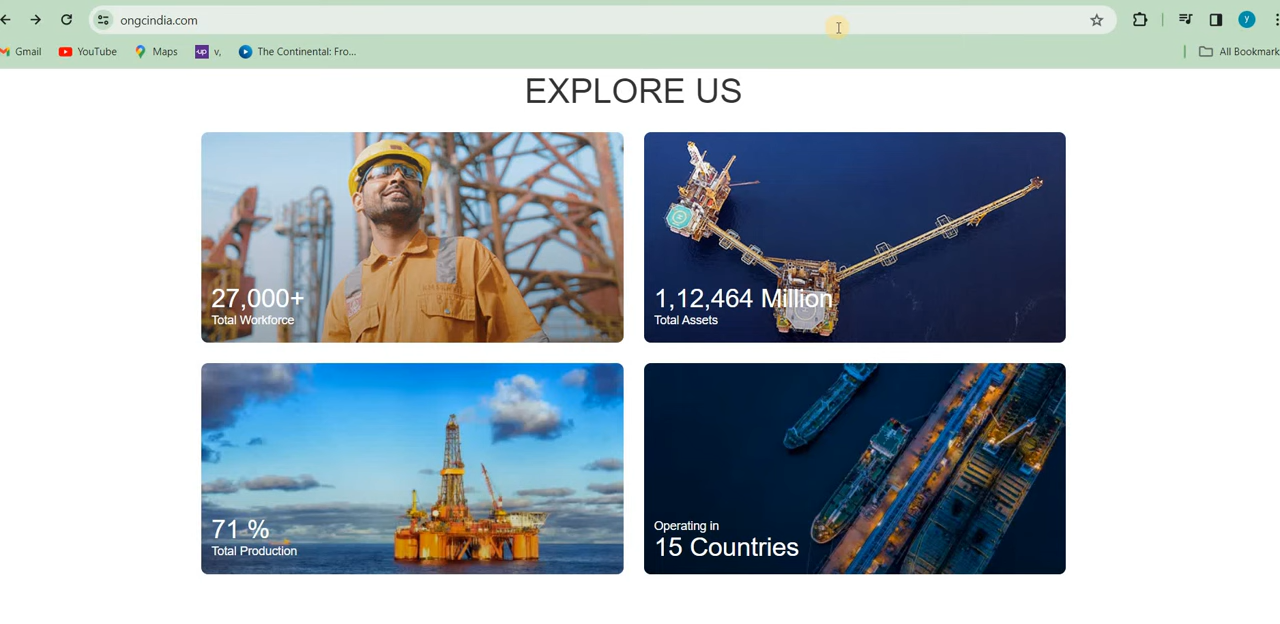 ongcindia.com
Gmail
YouTube
Maps
up
v,
The Continental: Fro...
All Bookmark
EXPLORE US
27,000+
Total Workforce
1,12,464 Million
Total Assets
71 %
Total Production
Operating in
15 Countries